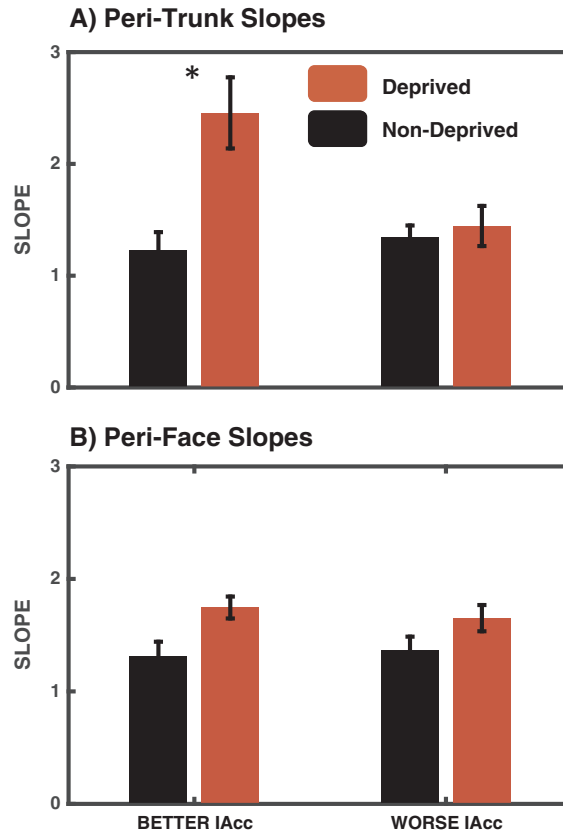 A) Peri-Trunk Slopes
3
*
Deprived
Non-Deprived
2
SLOPE
1
0
B) Peri-Face Slopes
3
2
SLOPE
1
0
BETTER IAcc WORSE IAcc